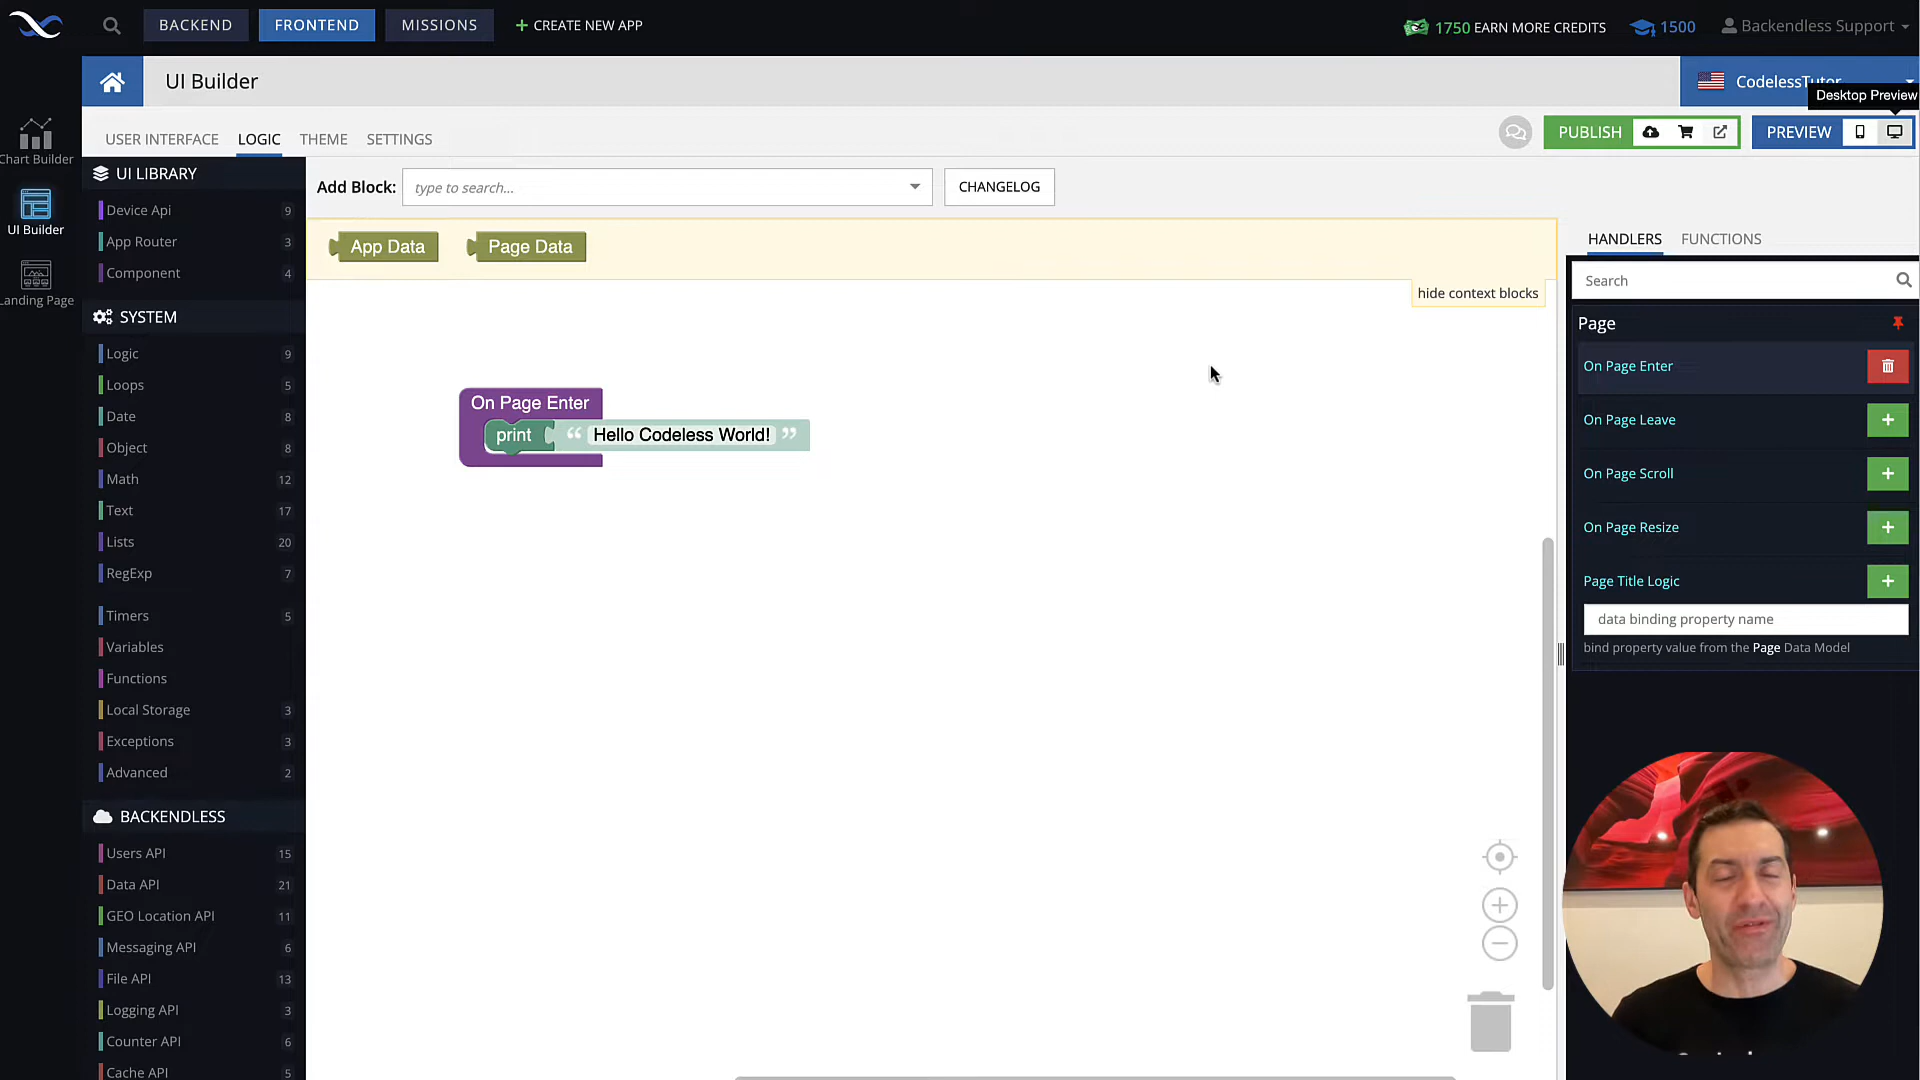 BACKEND
FRONTEND
MISSIONS
CREATE NEW APP
1750 EARN MORE CREDITS
1500
Backendless Support
UI Builder
CodelessTutor
Desktop Preview
USER INTERFACE
LOGIC
THEME
SETTINGS
PUBLISH
PREVIEW
Chart Builder
UI Builder
Landing Page
UI LIBRARY
Device Api 9
App Router 3
Component 4
SYSTEM
Logic 9
Loops 5
Date 8
Object 8
Math 12
Text 17
Lists 20
RegExp 7
Timers 5
Variables
Functions
Local Storage 3
Exceptions 3
Advanced 2
BACKENDLESS
Users API 15
Data API 21
GEO Location API 11
Messaging API 6
File API 13
Logging API 3
Counter API 6
Cache API 5
Add Block:
type to search...
CHANGELOG
App Data
Page Data
hide context blocks
On Page Enter
print “ Hello Codeless World! ”
HANDLERS
FUNCTIONS
Search
Page
On Page Enter
On Page Leave
On Page Scroll
On Page Resize
Page Title Logic
data binding property name
bind property value from the Page Data Model